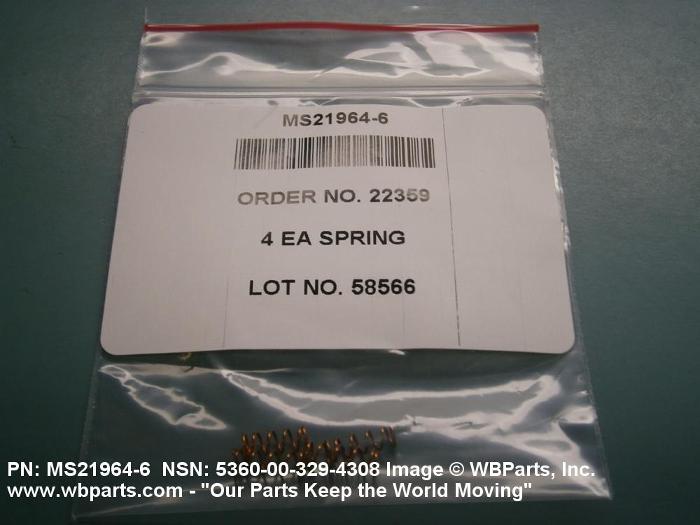 MS21964-6
ORDER NO. 22359
4 EA SPRING
LOT NO. 58566
PN: MS21964-6 NSN: 5360-00-329-4308 Image © WBParts, Inc.
www.wbparts.com - "Our Parts Keep the World Moving"